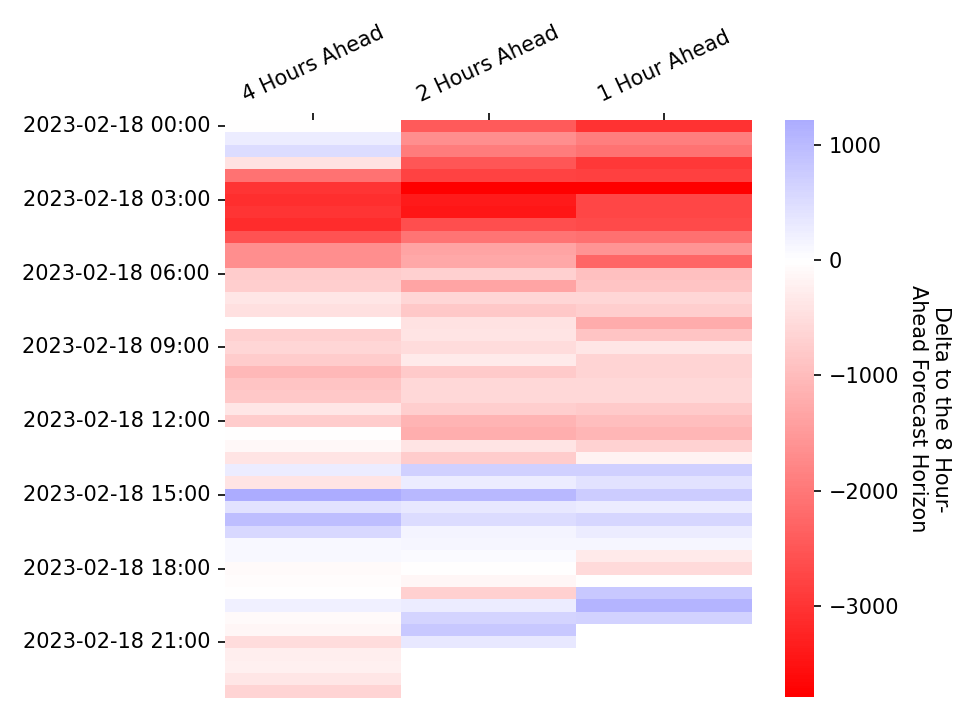 4 Hours Ahead
2 Hours Ahead
1 Hour Ahead
2023-02-18 00:00
2023-02-18 03:00
2023-02-18 06:00
2023-02-18 09:00
2023-02-18 12:00
2023-02-18 15:00
2023-02-18 18:00
2023-02-18 21:00
1000
0
−1000
−2000
−3000
Delta to the 8 Hour-
Ahead Forecast Horizon